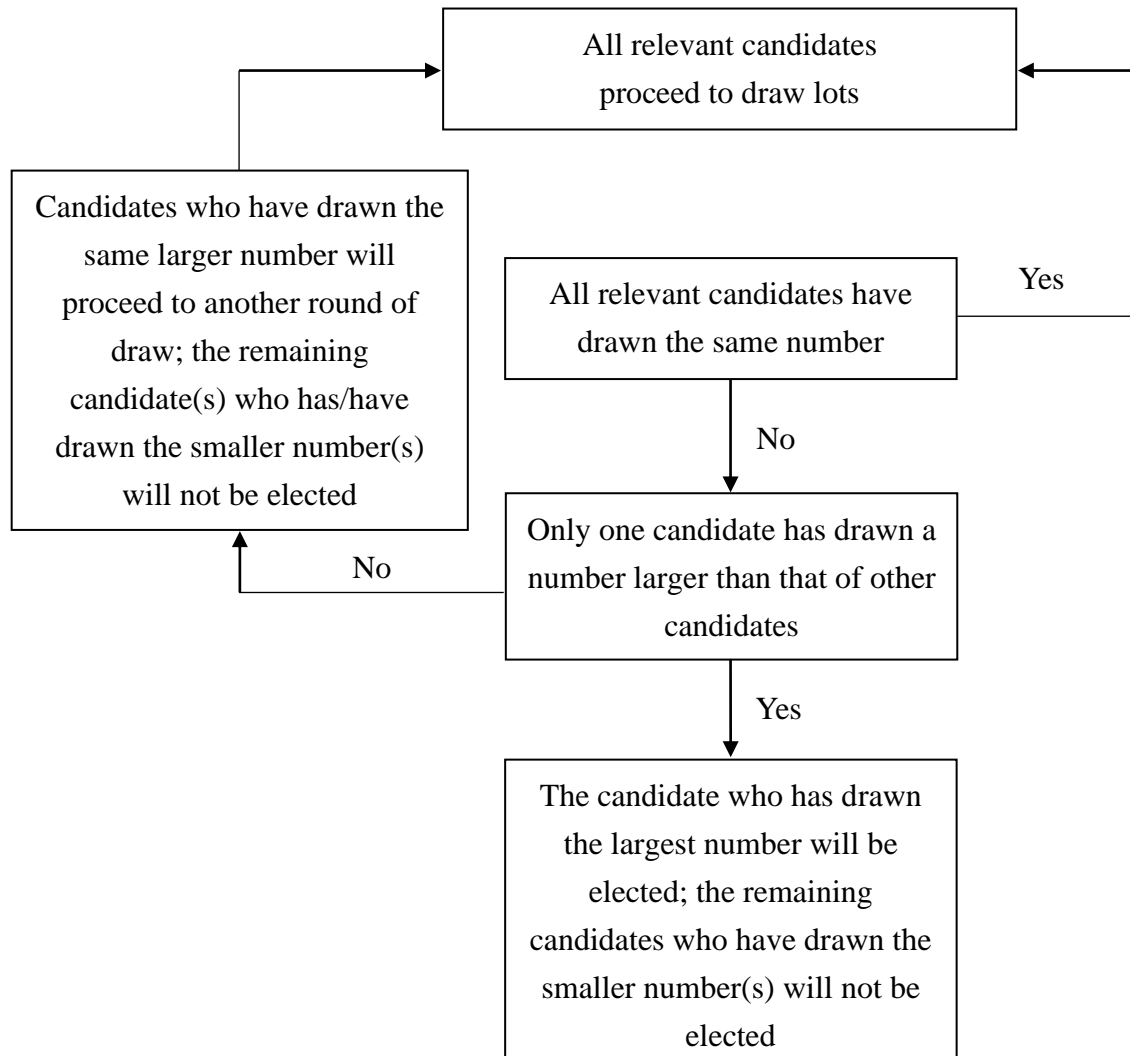 All relevant candidates
proceed to draw lots
Candidates who have drawn the
same larger number will
proceed to another round of
draw; the remaining
candidate(s) who has/have
drawn the smaller number(s)
will not be elected
All relevant candidates have
drawn the same number
Yes
No
Only one candidate has drawn a
number larger than that of other
candidates
No
Yes
The candidate who has drawn
the largest number will be
elected; the remaining
candidates who have drawn the
smaller number(s) will not be
elected